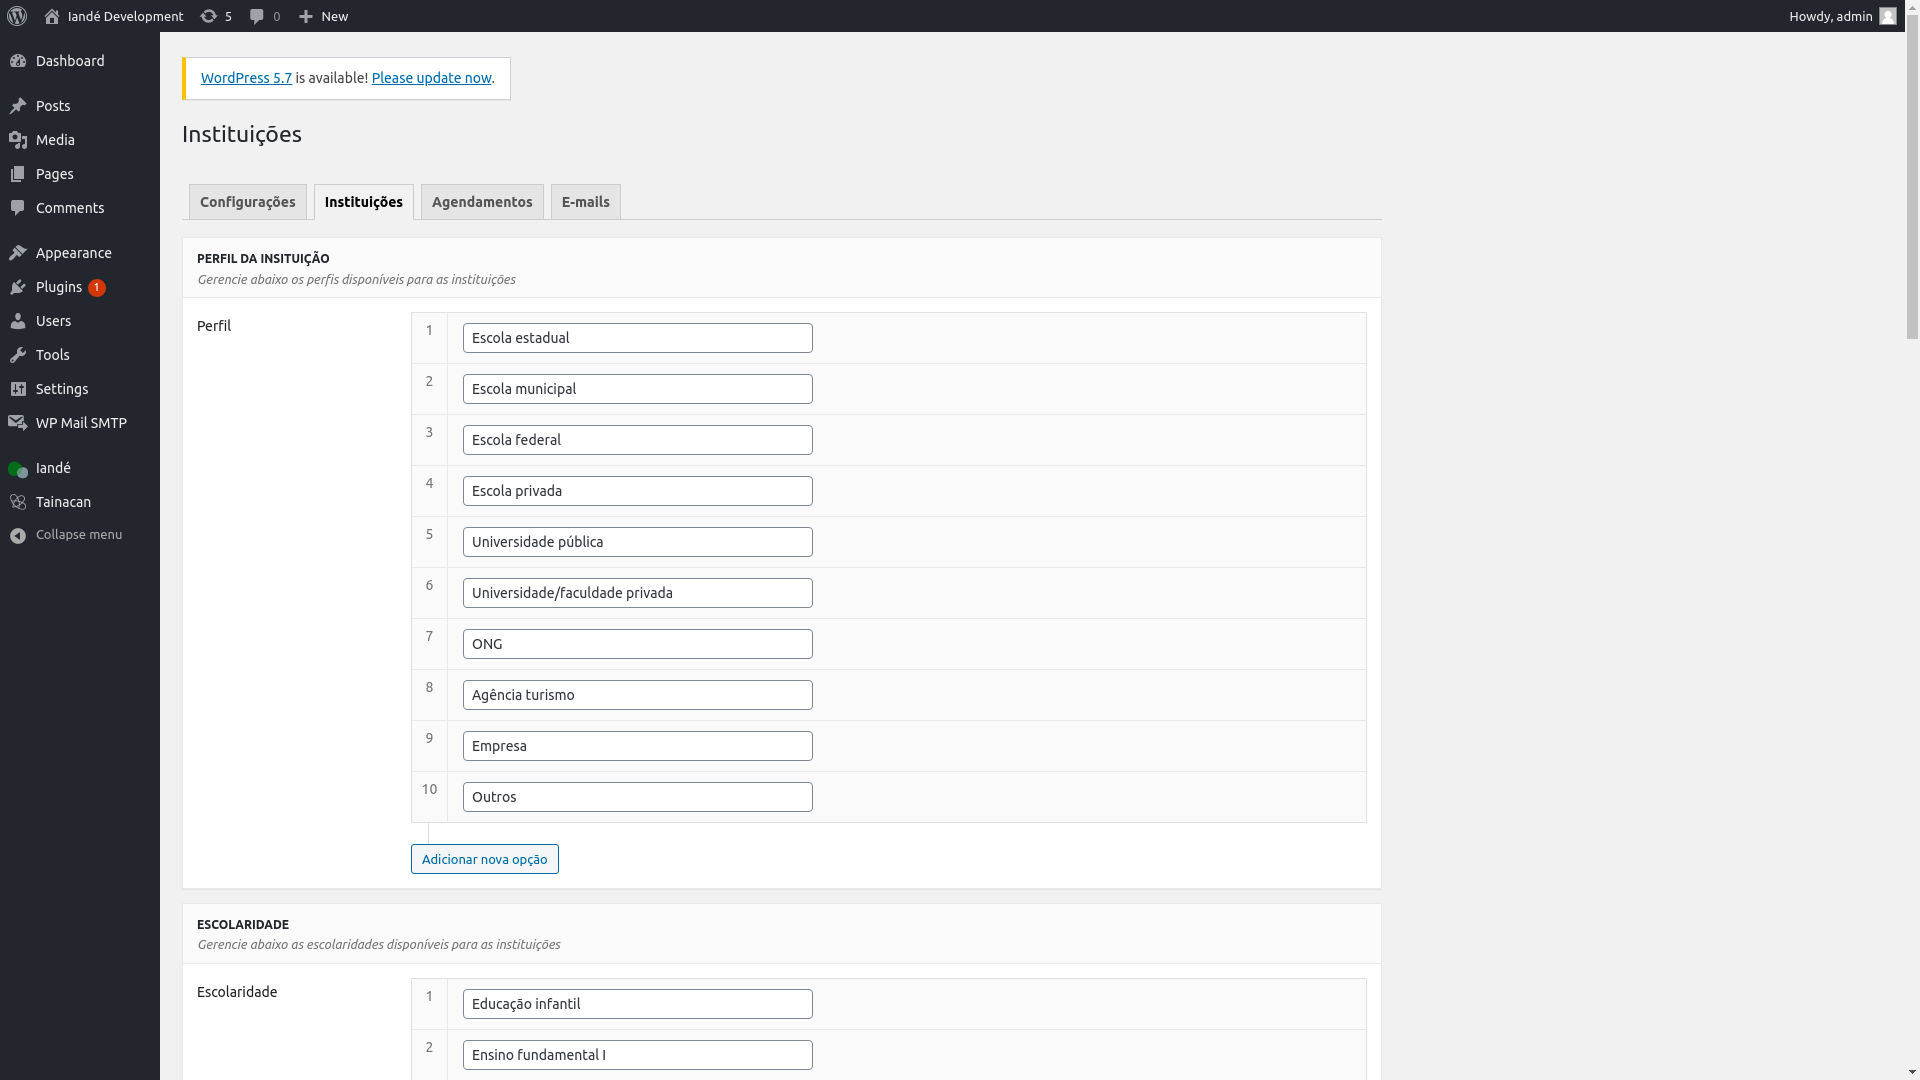 Iandé Development 5 0 New Howdy, admin
Dashboard
Posts
Media
Pages
Comments
Appearance
Plugins 1
Users
Tools
Settings
WP Mail SMTP
Iandé
Tainacan
Collapse menu
WordPress 5.7 is available! Please update now.
Instituições
Configurações Instituições Agendamentos E-mails
PERFIL DA INSITUIÇÃO
Gerencie abaixo os perfis disponíveis para as instituições
Perfil
1 Escola estadual
2 Escola municipal
3 Escola federal
4 Escola privada
5 Universidade pública
6 Universidade/faculdade privada
7 ONG
8 Agência turismo
9 Empresa
10 Outros
Adicionar nova opção
ESCOLARIDADE
Gerencie abaixo as escolaridades disponíveis para as instituições
Escolaridade
1 Educação infantil
2 Ensino fundamental I